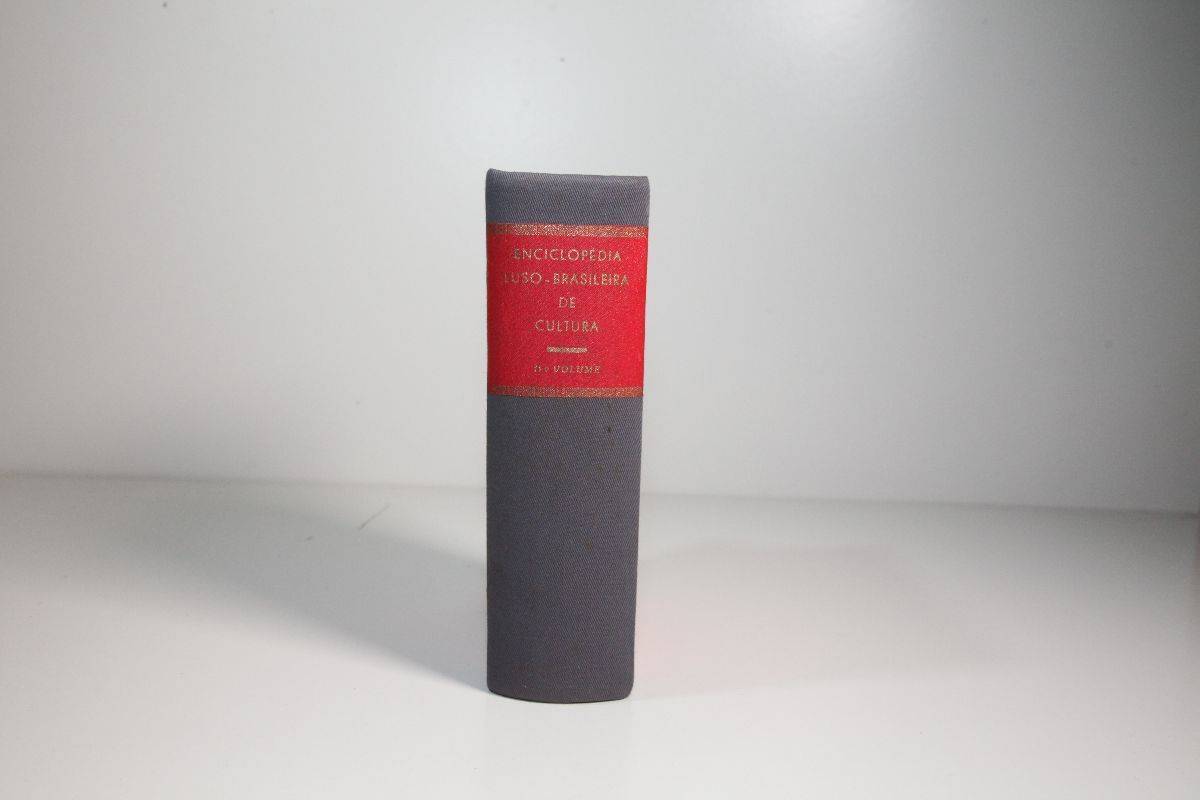 ENCICLOPÉDIA
LUSO-BRASILEIRA
DE
CULTURA
VOLUME